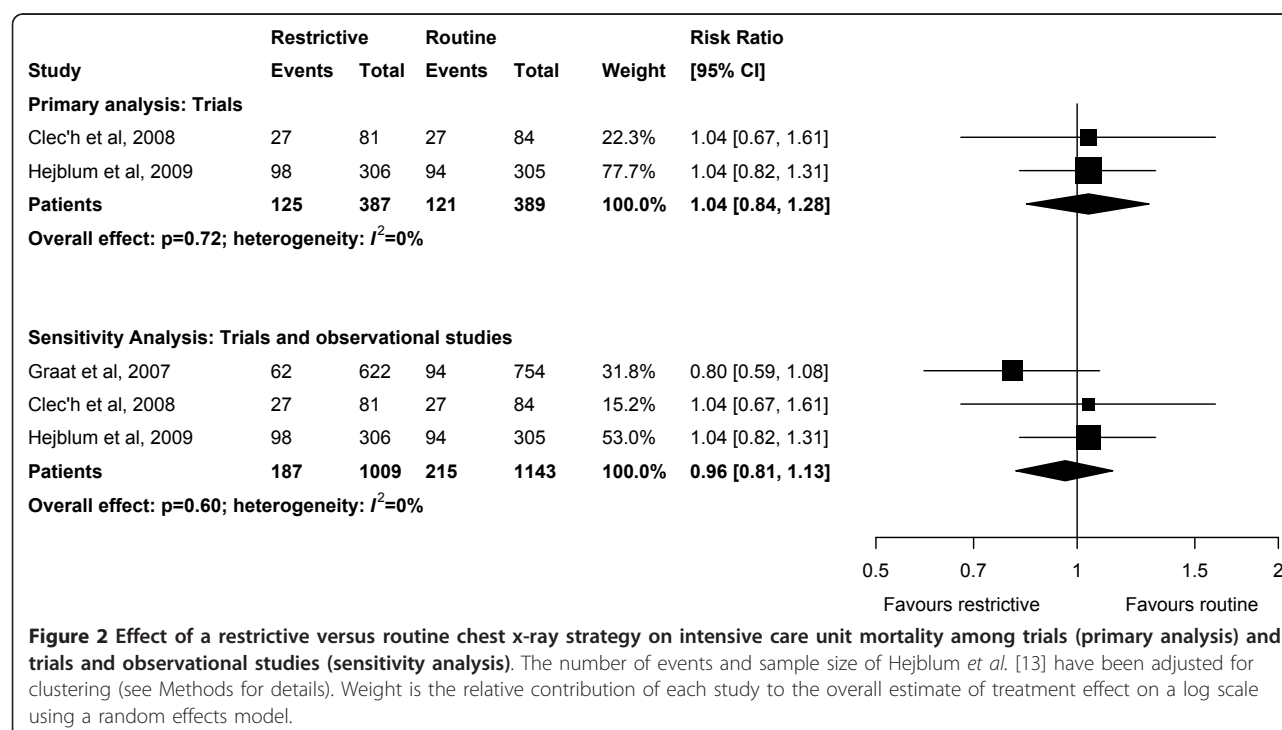 Restrictive Routine Risk Ratio
Study Events Total Events Total Weight [95% CI]
Primary analysis: Trials
Clec'h et al, 2008 27 81 27 84 22.3% 1.04 [0.67, 1.61]
Hejblum et al, 2009 98 306 94 305 77.7% 1.04 [0.82, 1.31]
Patients 125 387 121 389 100.0% 1.04 [0.84, 1.28]
Overall effect: p=0.72; heterogeneity: I²=0%
Sensitivity Analysis: Trials and observational studies
Graat et al, 2007 62 622 94 754 31.8% 0.80 [0.59, 1.08]
Clec'h et al, 2008 27 81 27 84 15.2% 1.04 [0.67, 1.61]
Hejblum et al, 2009 98 306 94 305 53.0% 1.04 [0.82, 1.31]
Patients 187 1009 215 1143 100.0% 0.96 [0.81, 1.13]
Overall effect: p=0.60; heterogeneity: I²=0%
0.5 0.7 1 1.5 2
Favours restrictive Favours routine
Figure 2 Effect of a restrictive versus routine chest x-ray strategy on intensive care unit mortality among trials (primary analysis) and
trials and observational studies (sensitivity analysis). The number of events and sample size of Hejblum et al. [13] have been adjusted for
clustering (see Methods for details). Weight is the relative contribution of each study to the overall estimate of treatment effect on a log scale
using a random effects model.